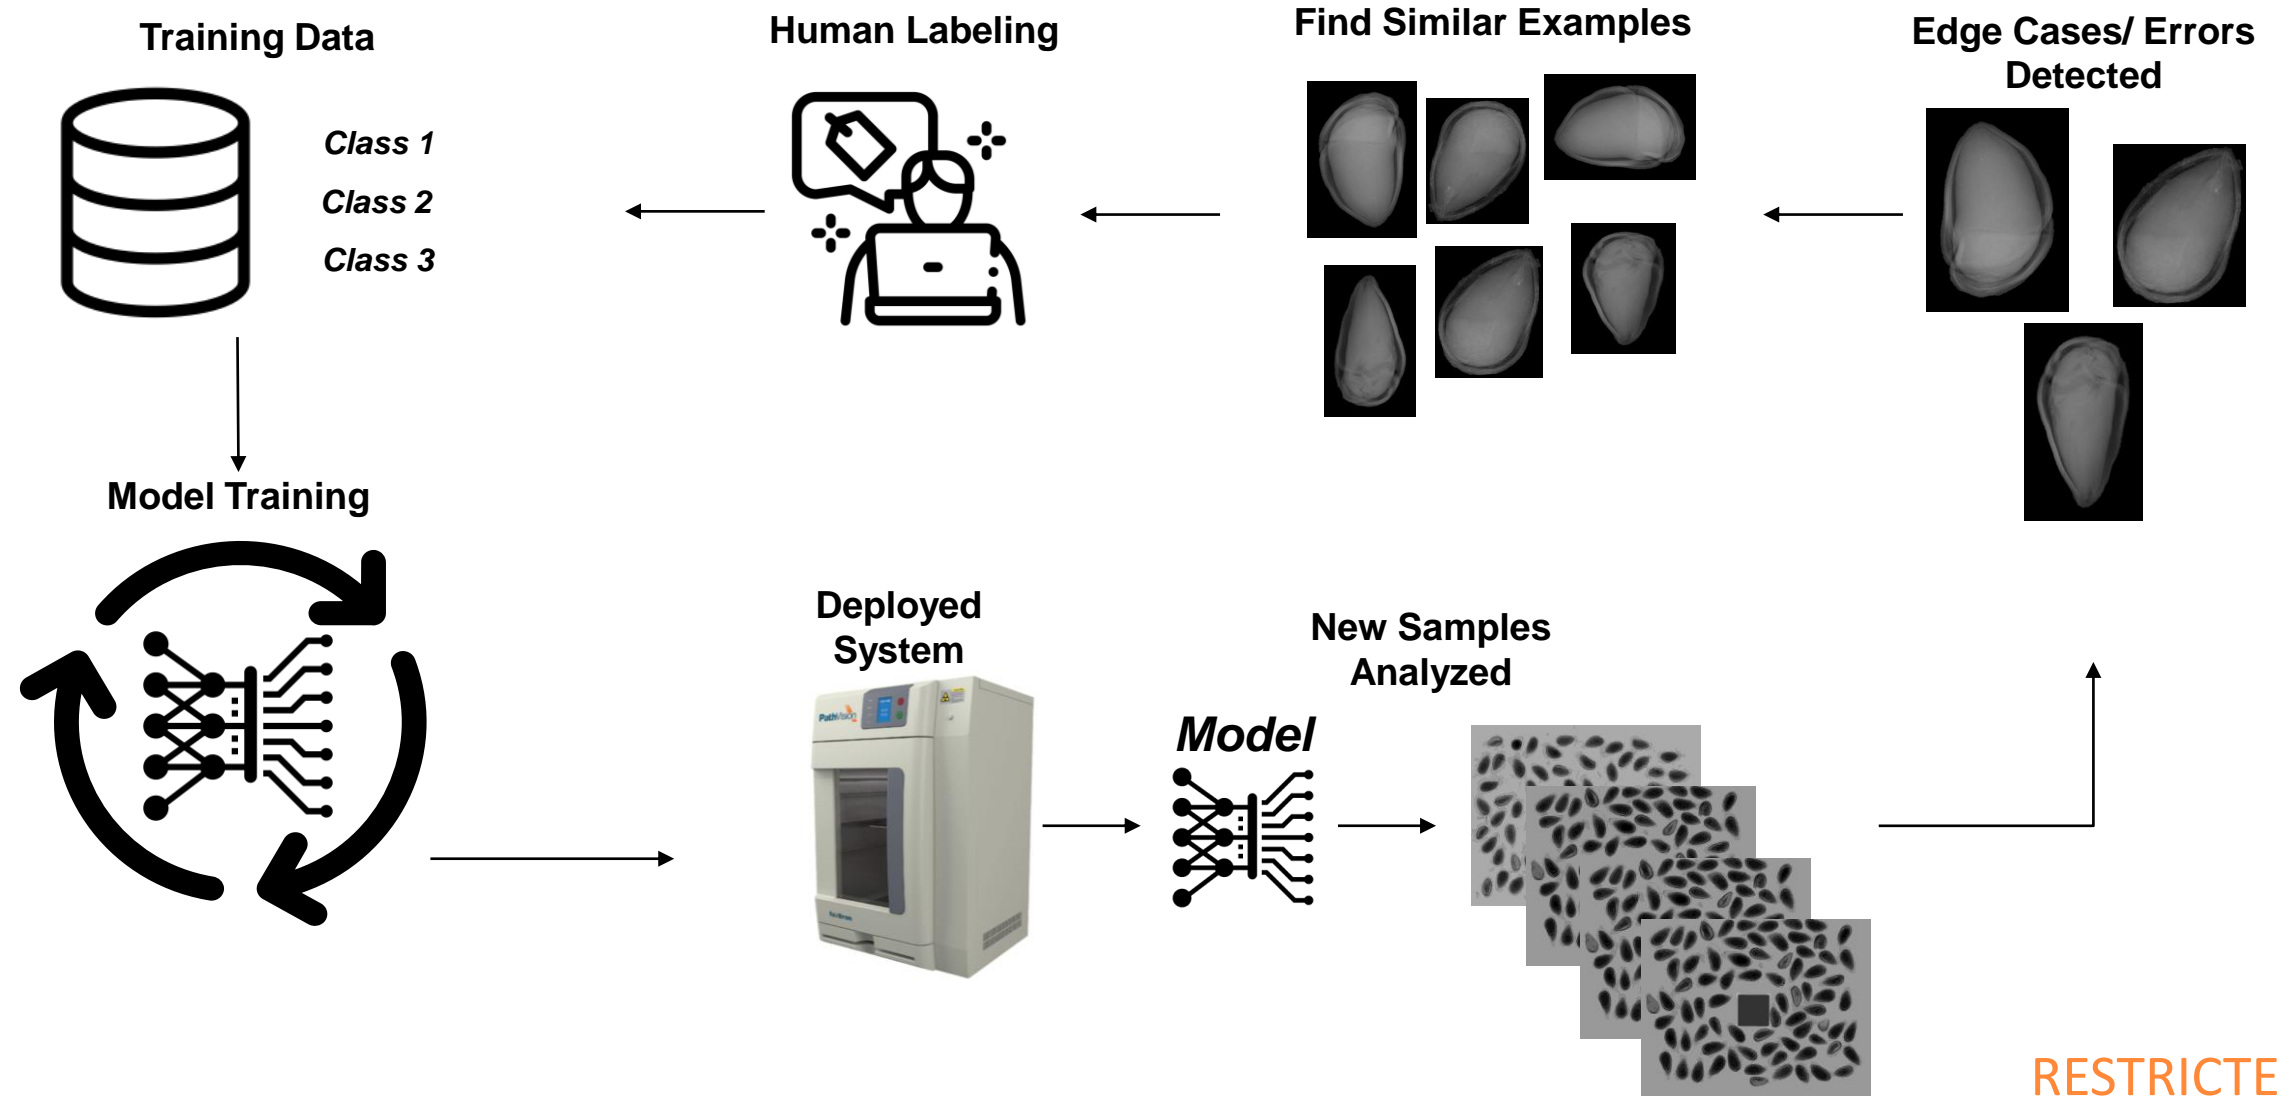 Training Data
Human Labeling
Find Similar Examples
Edge Cases/ Errors
Detected
Class 1
Class 2
Class 3
Model Training
Deployed
System
New Samples
Analyzed
Model
PathVision
RESTRICTE